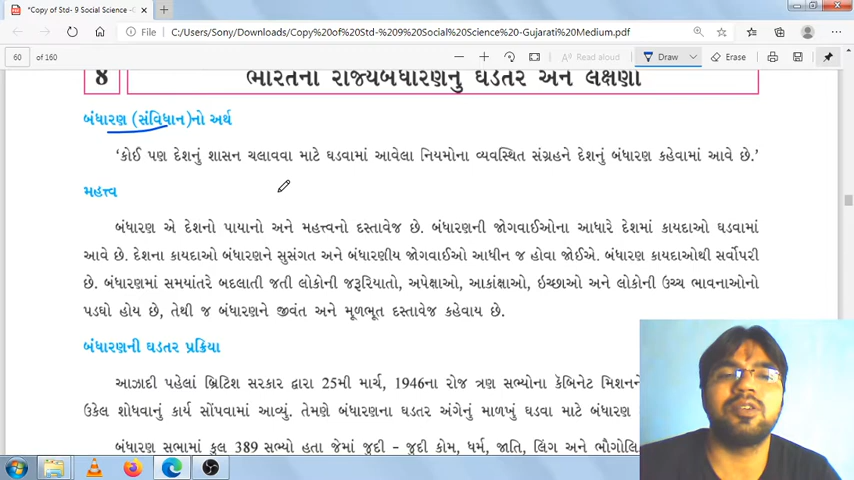 *Copy of Std- 9 Social Science -G
File
C:/Users/Sony/Downloads/Copy%20of%20Std-%209%20Social%20Science%20-Gujarati%20Medium.pdf
60 of 160
Read aloud
Draw
Erase
8 ભારતના રાજ્યબંધારણનું ઘડતર અને લક્ષણો
બંધારણ (સંવિધાન)નો અર્થ
‘કોઈ પણ દેશનું શાસન ચલાવવા માટે ઘડવામાં આવેલા નિયમોના વ્યવસ્થિત સંગ્રહને દેશનું બંધારણ કહેવામાં આવે છે.’
મહત્ત્વ
બંધારણ એ દેશનો પાયાનો અને મહત્ત્વનો દસ્તાવેજ છે. બંધારણની જોગવાઈઓના આધારે દેશમાં કાયદાઓ ઘડવામાં
આવે છે. દેશના કાયદાઓ બંધારણને સુસંગત અને બંધારણીય જોગવાઈઓ આધીન જ હોવા જોઈએ. બંધારણ કાયદાઓથી સર્વોપરી
છે. બંધારણમાં સમયાંતરે બદલાતી જતી લોકોની જરૂરિયાતો, અપેક્ષાઓ, આકાંક્ષાઓ, ઇચ્છાઓ અને લોકોની ઉચ્ચ ભાવનાઓનો
પડઘો હોય છે, તેથી જ બંધારણને જીવંત અને મૂળભૂત દસ્તાવેજ કહેવાય છે.
બંધારણની ઘડતર પ્રક્રિયા
આઝાદી પહેલાં બ્રિટિશ સરકાર દ્વારા 25મી માર્ચ, 1946ના રોજ ત્રણ સભ્યોના કૅબિનેટ મિશનને
ઉકેલ શોધવાનું કાર્ય સોંપવામાં આવ્યું. તેમણે બંધારણના ઘડતર અંગેનું માળખું ઘડવા માટે બંધારણ
બંધારણ સભામાં કુલ 389 સભ્યો હતા જેમાં જુદી - જુદી કોમ, ધર્મ, જાતિ, લિંગ અને